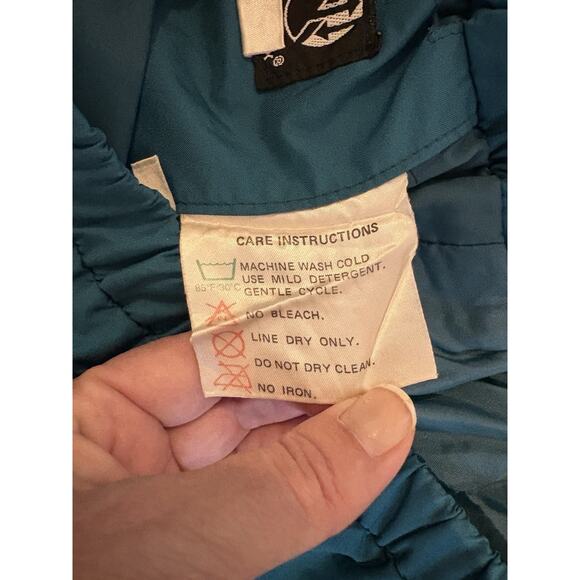 ®
CARE INSTRUCTIONS
MACHINE WASH COLD
USE MILD DETERGENT.
85°F/30°C GENTLE CYCLE.
NO BLEACH.
LINE DRY ONLY.
DO NOT DRY CLEAN.
NO IRON.